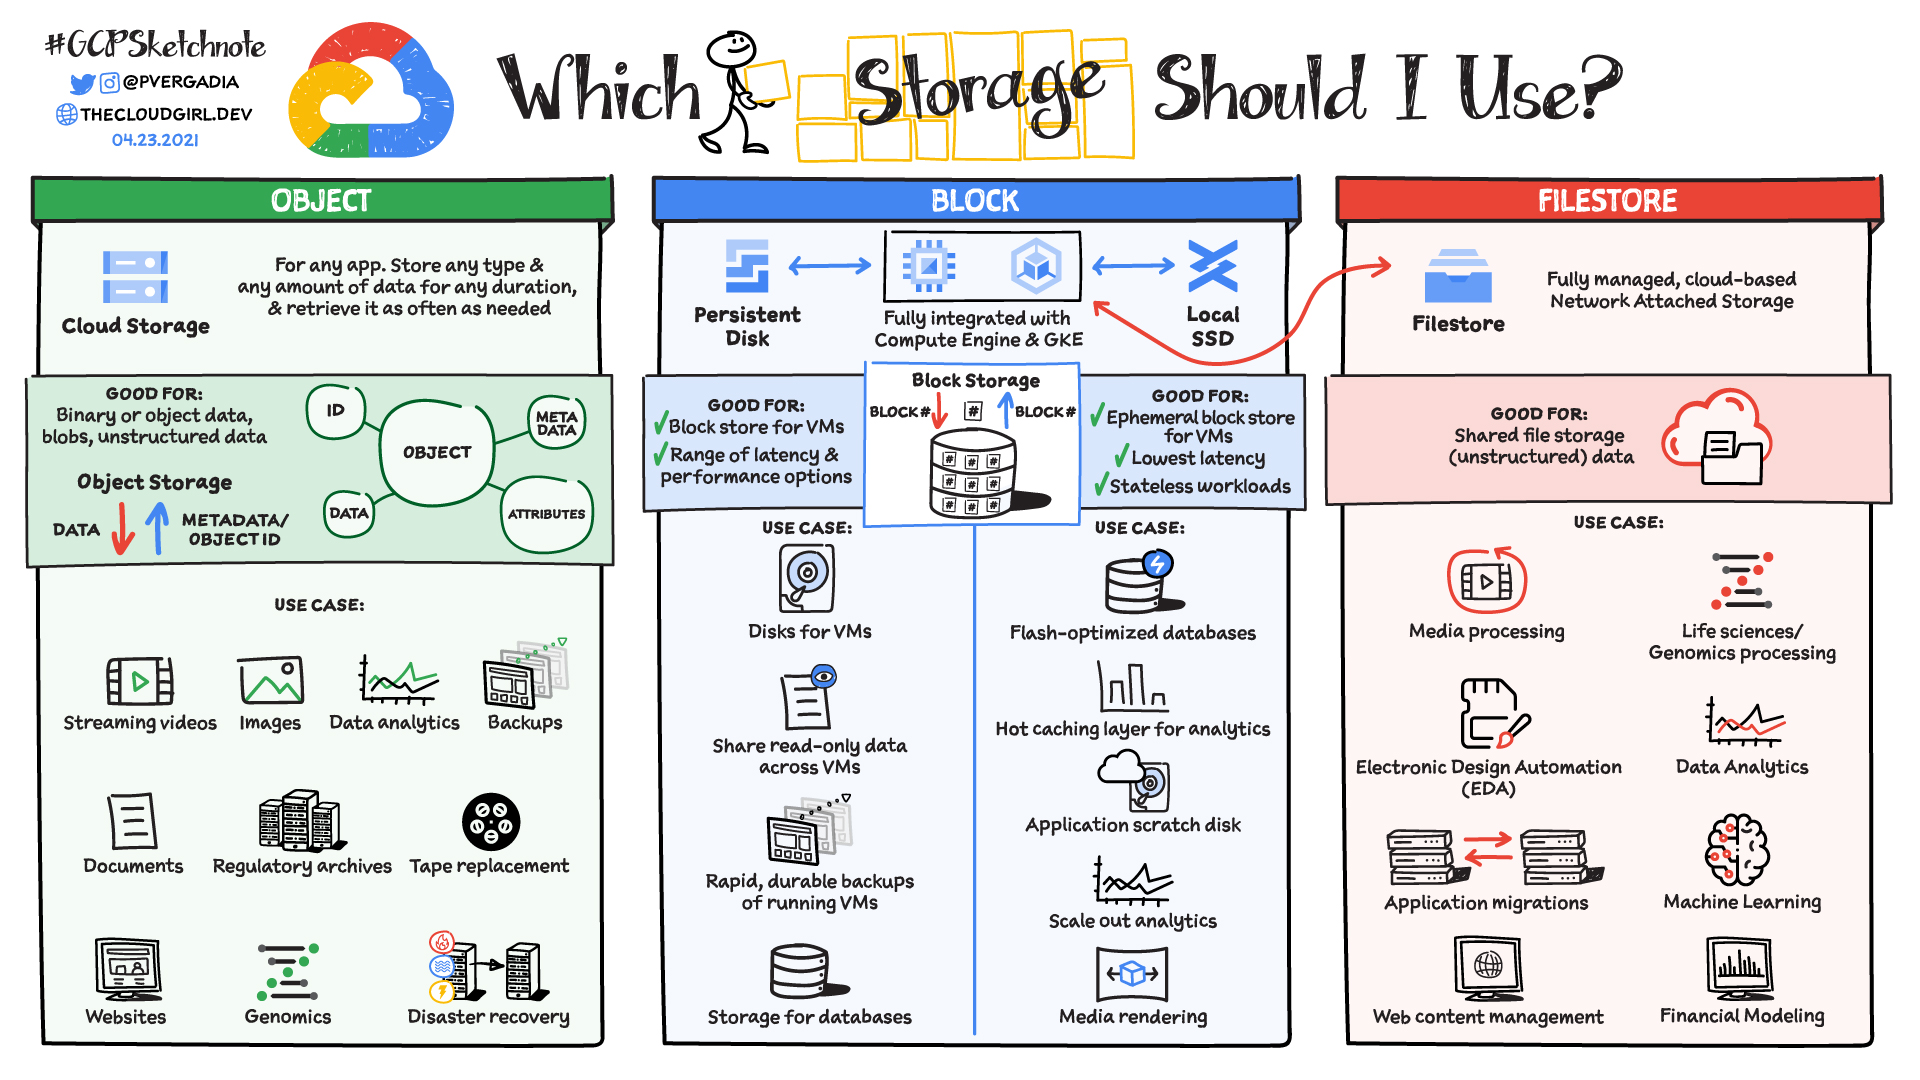 #GCPSketchnote
@PVERGADIA
THECLOUDGIRL.DEV
04.23.2021
Which Storage Should I Use?
OBJECT
Cloud Storage
For any app. Store any type &
any amount of data for any duration,
& retrieve it as often as needed
GOOD FOR:
Binary or object data,
blobs, unstructured data
Object Storage
DATA
METADATA/
OBJECT ID
ID
META
DATA
OBJECT
DATA
ATTRIBUTES
USE CASE:
Streaming videos
Images
Data analytics
Backups
Documents
Regulatory archives
Tape replacement
Websites
Genomics
Disaster recovery
BLOCK
Persistent
Disk
Fully integrated with
Compute Engine & GKE
Local
SSD
GOOD FOR:
Block store for VMs
Range of latency &
performance options
Block Storage
BLOCK#
#
BLOCK#
# # #
# # #
# # #
GOOD FOR:
Ephemeral block store
for VMs
Lowest latency
Stateless workloads
USE CASE:
Disks for VMs
Share read-only data
across VMs
Rapid, durable backups
of running VMs
Storage for databases
USE CASE:
Flash-optimized databases
Hot caching layer for analytics
Application scratch disk
Scale out analytics
Media rendering
FILESTORE
Filestore
Fully managed, cloud-based
Network Attached Storage
GOOD FOR:
Shared file storage
(unstructured) data
USE CASE:
Media processing
Life sciences/
Genomics processing
Electronic Design Automation
(EDA)
Data Analytics
Application migrations
Machine Learning
Web content management
Financial Modeling